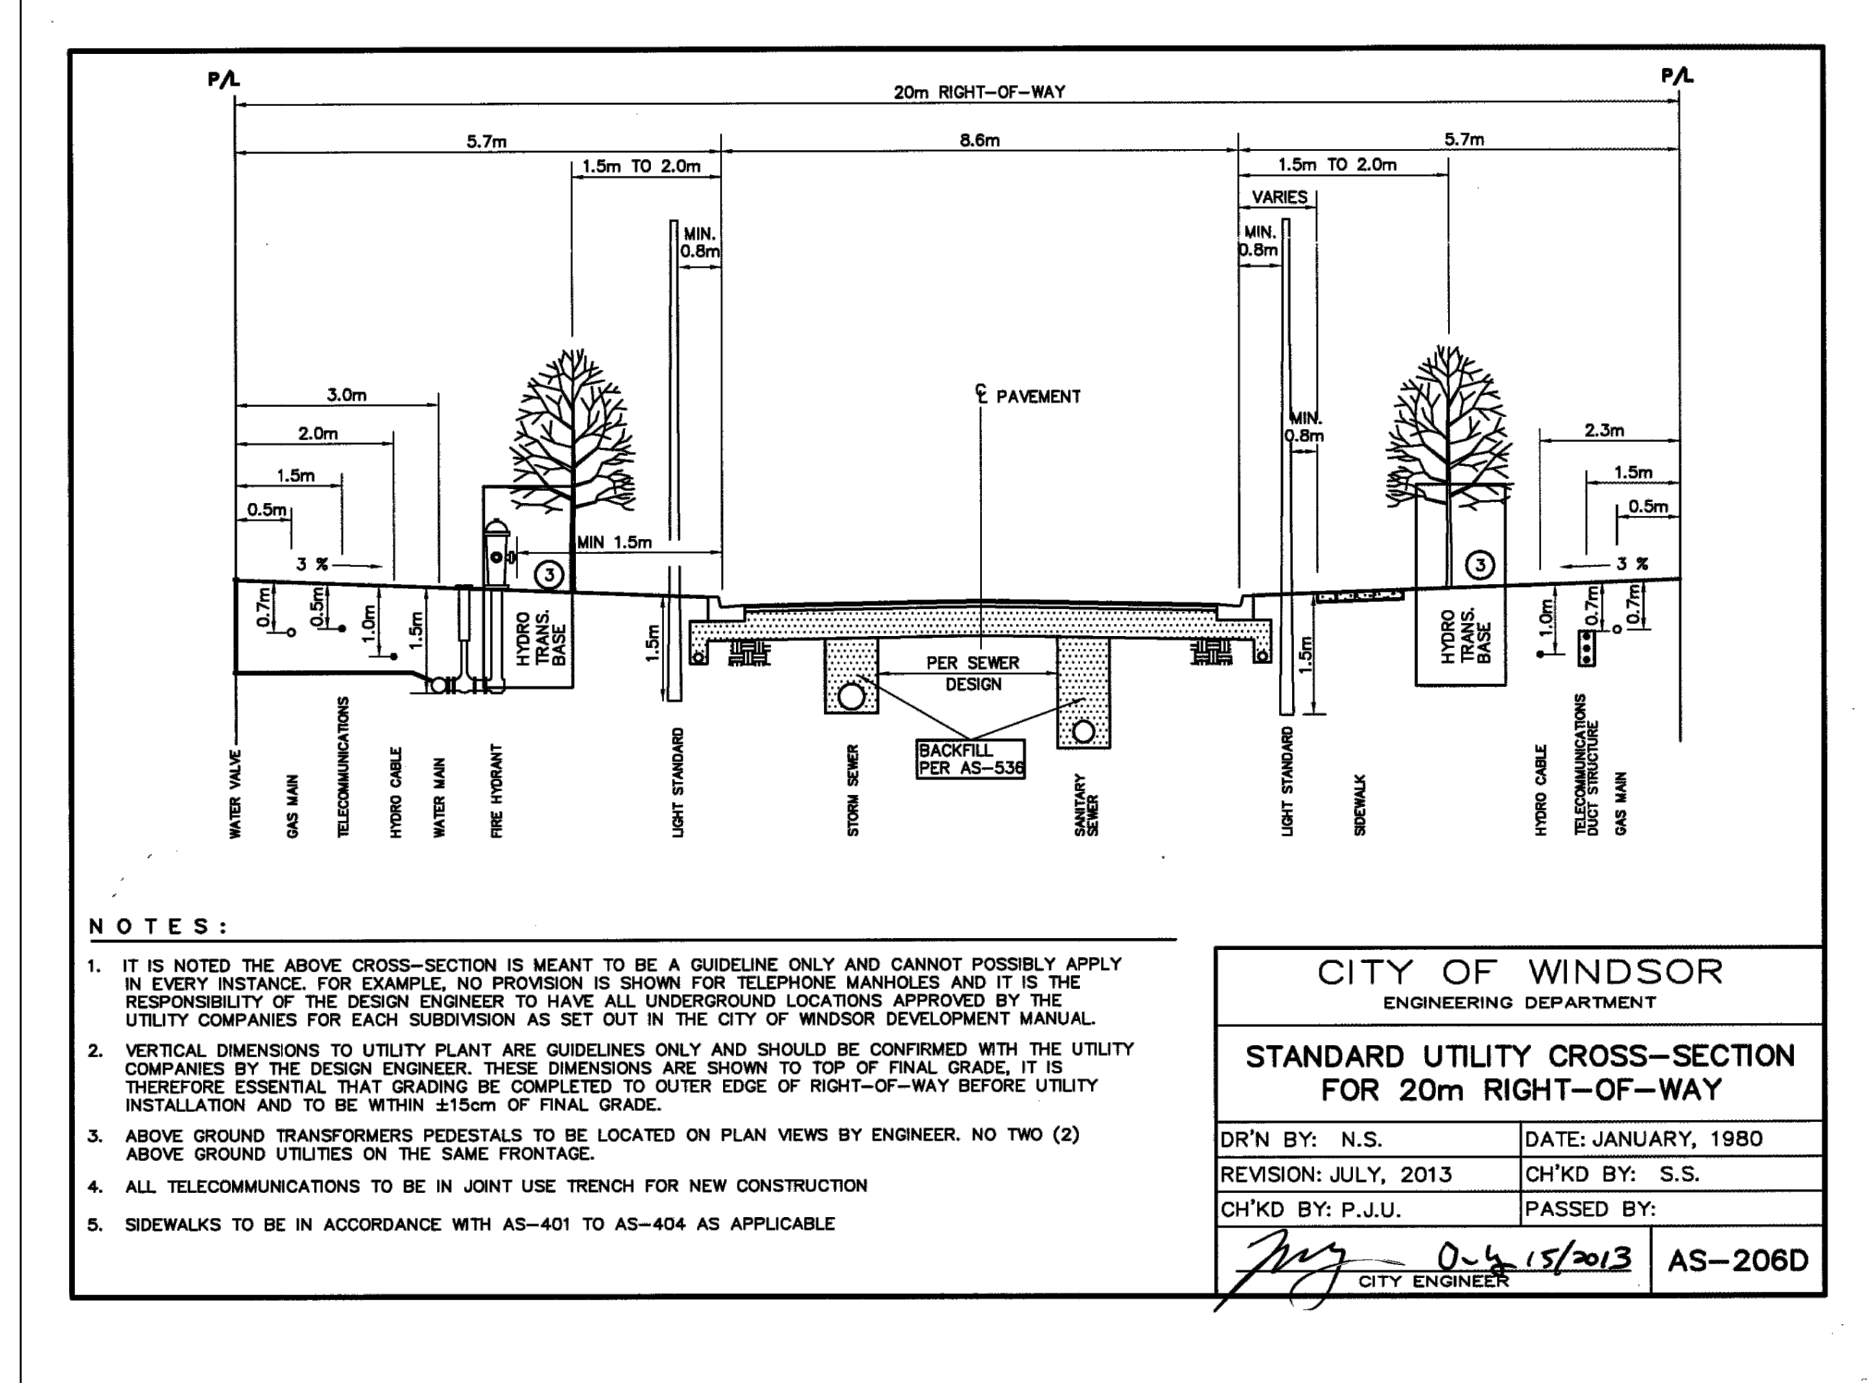 P/L
P/L
20m RIGHT-OF-WAY
5.7m
8.6m
5.7m
1.5m TO 2.0m
1.5m TO 2.0m
VARIES
MIN.
0.8m
MIN.
0.8m
℄ PAVEMENT
3.0m
2.0m
1.5m
0.5m
MIN.
0.8m
2.3m
1.5m
0.5m
MIN 1.5m
3 %
3
3
3 %
0.7m
0.5m
1.0m
1.5m
HYDRO
TRANS.
BASE
1.5m
PER SEWER
DESIGN
1.5m
HYDRO
TRANS.
BASE
1.0m
0.7m
0.7m
BACKFILL
PER AS-536
WATER VALVE
GAS MAIN
TELECOMMUNICATIONS
HYDRO CABLE
WATER MAIN
FIRE HYDRANT
LIGHT STANDARD
STORM SEWER
SANITARY
SEWER
LIGHT STANDARD
SIDEWALK
HYDRO CABLE
TELECOMMUNICATIONS
DUCT STRUCTURE
GAS MAIN
NOTES:
1. IT IS NOTED THE ABOVE CROSS-SECTION IS MEANT TO BE A GUIDELINE ONLY AND CANNOT POSSIBLY APPLY
IN EVERY INSTANCE. FOR EXAMPLE, NO PROVISION IS SHOWN FOR TELEPHONE MANHOLES AND IT IS THE
RESPONSIBILITY OF THE DESIGN ENGINEER TO HAVE ALL UNDERGROUND LOCATIONS APPROVED BY THE
UTILITY COMPANIES FOR EACH SUBDIVISION AS SET OUT IN THE CITY OF WINDSOR DEVELOPMENT MANUAL.
2. VERTICAL DIMENSIONS TO UTILITY PLANT ARE GUIDELINES ONLY AND SHOULD BE CONFIRMED WITH THE UTILITY
COMPANIES BY THE DESIGN ENGINEER. THESE DIMENSIONS ARE SHOWN TO TOP OF FINAL GRADE, IT IS
THEREFORE ESSENTIAL THAT GRADING BE COMPLETED TO OUTER EDGE OF RIGHT-OF-WAY BEFORE UTILITY
INSTALLATION AND TO BE WITHIN ±15cm OF FINAL GRADE.
3. ABOVE GROUND TRANSFORMERS PEDESTALS TO BE LOCATED ON PLAN VIEWS BY ENGINEER. NO TWO (2)
ABOVE GROUND UTILITIES ON THE SAME FRONTAGE.
4. ALL TELECOMMUNICATIONS TO BE IN JOINT USE TRENCH FOR NEW CONSTRUCTION
5. SIDEWALKS TO BE IN ACCORDANCE WITH AS-401 TO AS-404 AS APPLICABLE
CITY OF WINDSOR
ENGINEERING DEPARTMENT
STANDARD UTILITY CROSS-SECTION
FOR 20m RIGHT-OF-WAY
DR'N BY: N.S.
DATE: JANUARY, 1980
REVISION: JULY, 2013
CH'KD BY: S.S.
CH'KD BY: P.J.U.
PASSED BY:
15/2013
CITY ENGINEER
AS-206D